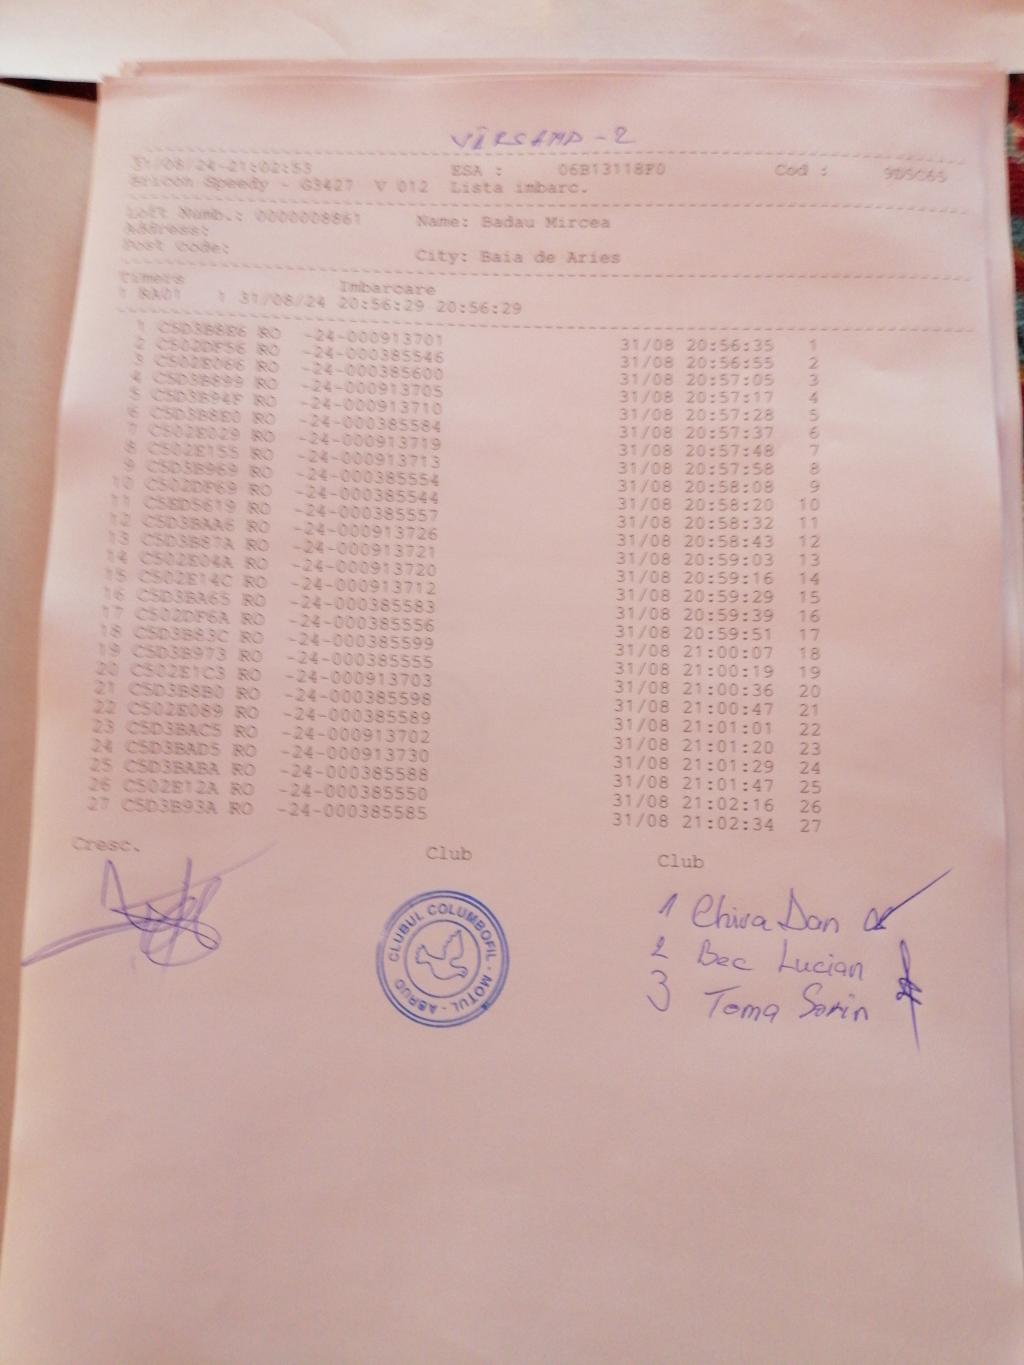 VÎRCAMP - 2
31/08/24-21:02:53 ESA : 06B13118F0 Cod : 9D5C65
Bricon Speedy - G3427 V 012 Lista imbarc.
Loft Numb.: 0000008861 Name: Badau Mircea
Address:
Post code: City: Baia de Aries
Timers Imbarcare
1 BA01 1 31/08/24 20:56:29 20:56:29
1 C5D3B8E6 RO -24-000913701 31/08 20:56:35 1
2 C502DF56 RO -24-000385546 31/08 20:56:55 2
3 C502E066 RO -24-000385600 31/08 20:57:05 3
4 C5D3B899 RO -24-000913705 31/08 20:57:17 4
5 C5D3B94F RO -24-000913710 31/08 20:57:28 5
6 C5D3B8E0 RO -24-000385584 31/08 20:57:37 6
7 C502E029 RO -24-000913719 31/08 20:57:48 7
8 C502E155 RO -24-000913713 31/08 20:57:58 8
9 C5D3B969 RO -24-000385554 31/08 20:58:08 9
10 C502DF69 RO -24-000385544 31/08 20:58:20 10
11 C5ED5619 RO -24-000385557 31/08 20:58:32 11
12 C5D3BAA6 RO -24-000913726 31/08 20:58:43 12
13 C5D3B87A RO -24-000913721 31/08 20:59:03 13
14 C502E04A RO -24-000913720 31/08 20:59:16 14
15 C502E14C RO -24-000913712 31/08 20:59:29 15
16 C5D3BA65 RO -24-000385583 31/08 20:59:39 16
17 C502DF6A RO -24-000385556 31/08 20:59:51 17
18 C5D3B83C RO -24-000385599 31/08 21:00:07 18
19 C5D3B973 RO -24-000385555 31/08 21:00:19 19
20 C502E1C3 RO -24-000913703 31/08 21:00:36 20
21 C5D3B8B0 RO -24-000385598 31/08 21:00:47 21
22 C502E089 RO -24-000385589 31/08 21:01:01 22
23 C5D3BAC5 RO -24-000913702 31/08 21:01:20 23
24 C5D3BAD5 RO -24-000913730 31/08 21:01:29 24
25 C5D3BABA RO -24-000385588 31/08 21:01:47 25
26 C502E12A RO -24-000385550 31/08 21:02:16 26
27 C5D3B93A RO -24-000385585 31/08 21:02:34 27
Cresc. Club Club
CLUBUL COLUMBOFIL - MOTUL - ABRUD
1 Chira Dan
2 Bec Lucian
3 Toma Sorin